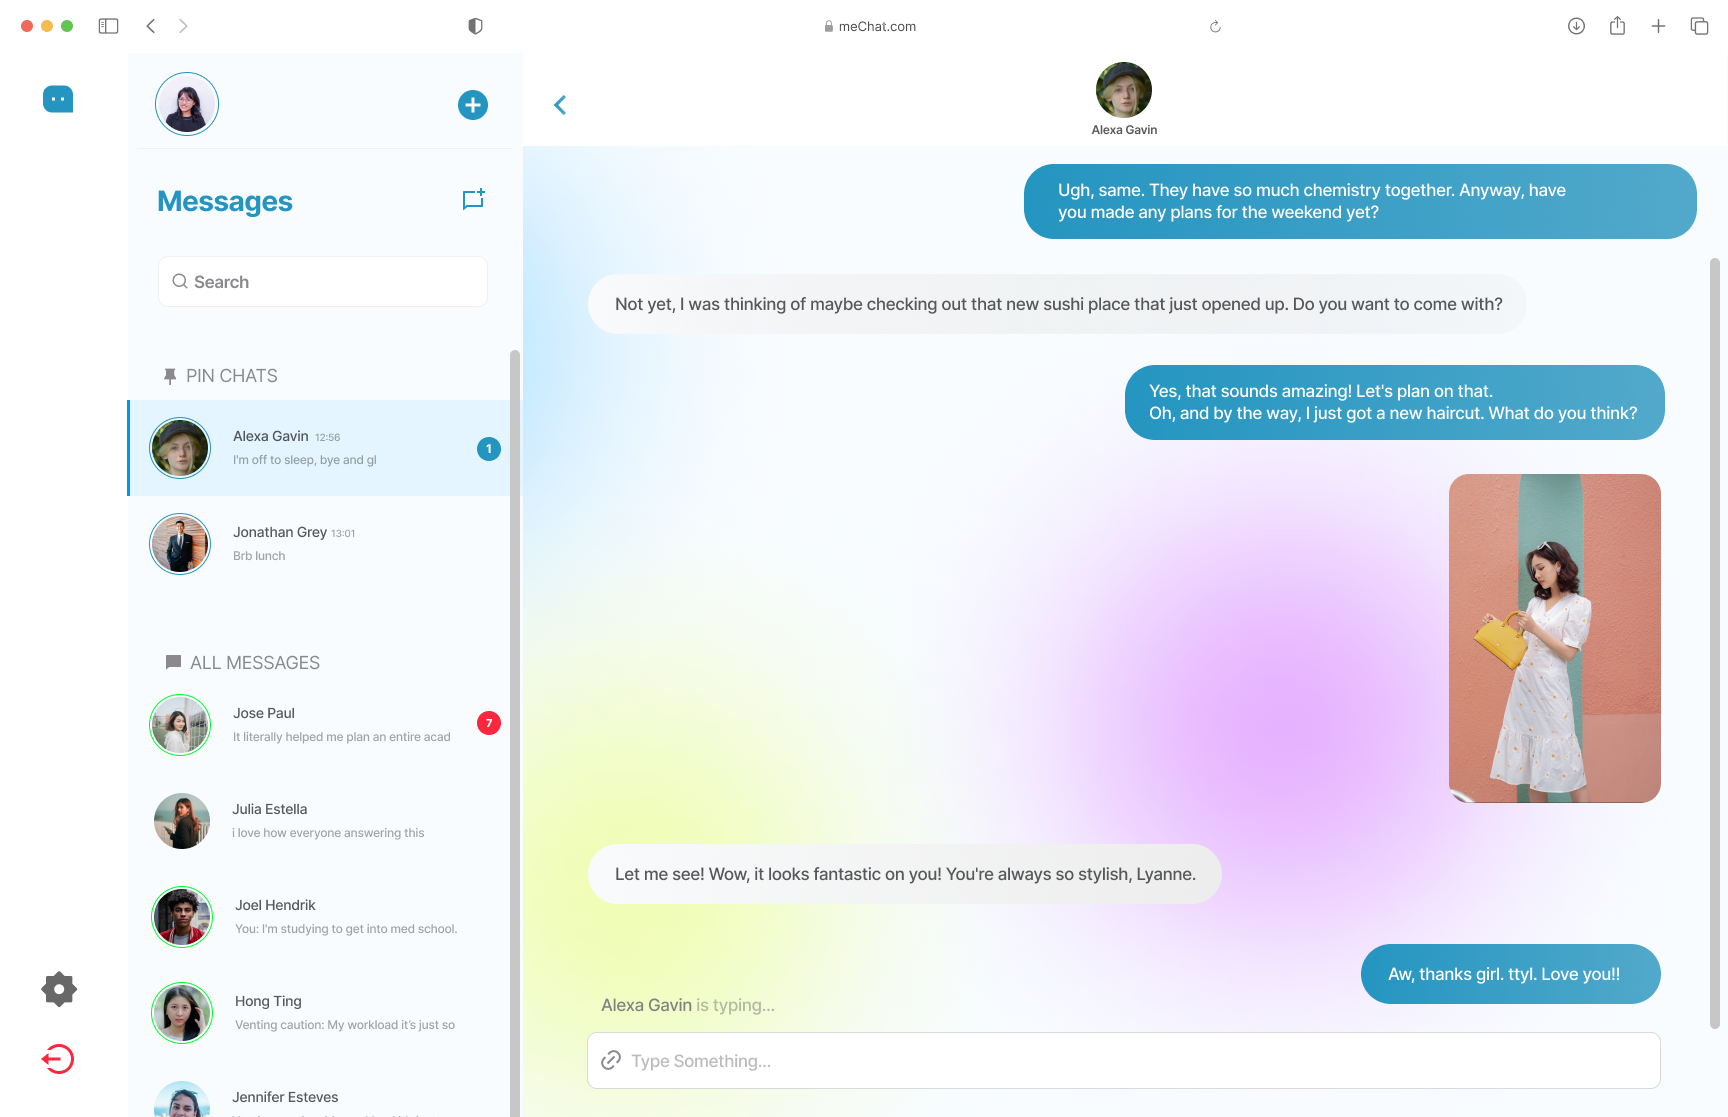 meChat.com
Messages
Search
PIN CHATS
Alexa Gavin 12:56
I'm off to sleep, bye and gl
1
Jonathan Grey 13:01
Brb lunch
ALL MESSAGES
Jose Paul
It literally helped me plan an entire acad
7
Julia Estella
i love how everyone answering this
Joel Hendrik
You: I'm studying to get into med school.
Hong Ting
Venting caution: My workload it's just so
Jennifer Esteves
Alexa Gavin
Ugh, same. They have so much chemistry together. Anyway, have
you made any plans for the weekend yet?
Not yet, I was thinking of maybe checking out that new sushi place that just opened up. Do you want to come with?
Yes, that sounds amazing! Let's plan on that.
Oh, and by the way, I just got a new haircut. What do you think?
Let me see! Wow, it looks fantastic on you! You're always so stylish, Lyanne.
Aw, thanks girl. ttyl. Love you!!
Alexa Gavin is typing...
Type Something...